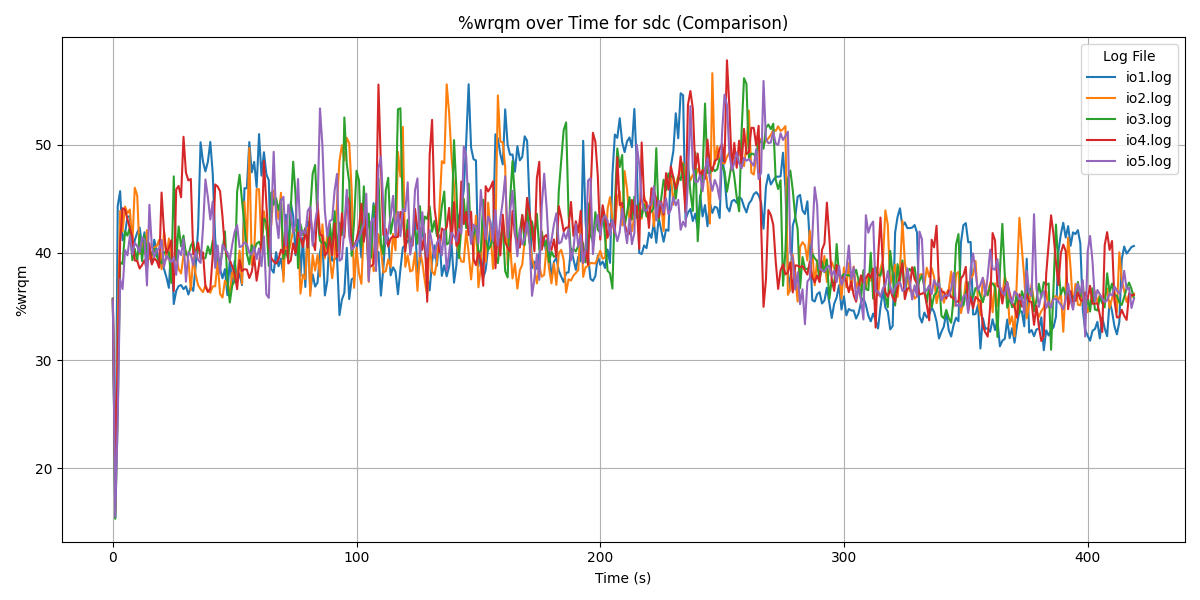 %wrqm over Time for sdc (Comparison)
Log File
io1.log
io2.log
io3.log
io4.log
io5.log
%wrqm
50
40
30
20
0
100
200
300
400
Time (s)